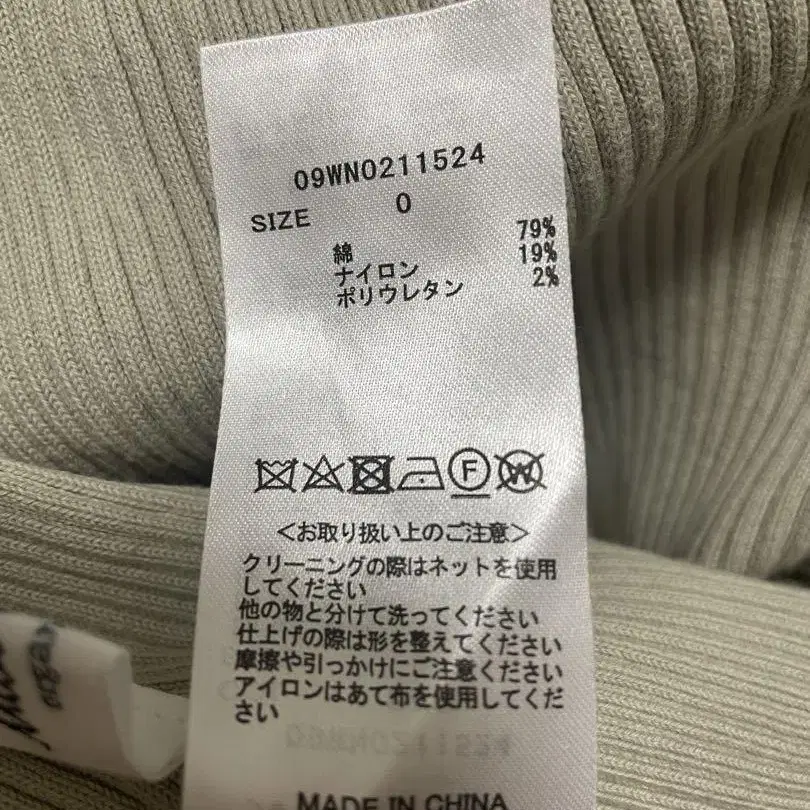 09WNO211524
SIZE 0
綿 79%
ナイロン 19%
ポリウレタン 2%
F W
<お取り扱い上のご注意>
クリーニングの際はネットを使用
してください
他の物と分けて洗ってください
仕上げの際は形を整えてください
摩擦や引っかけにご注意ください
アイロンはあて布を使用してくだ
さい
MADE IN CHINA